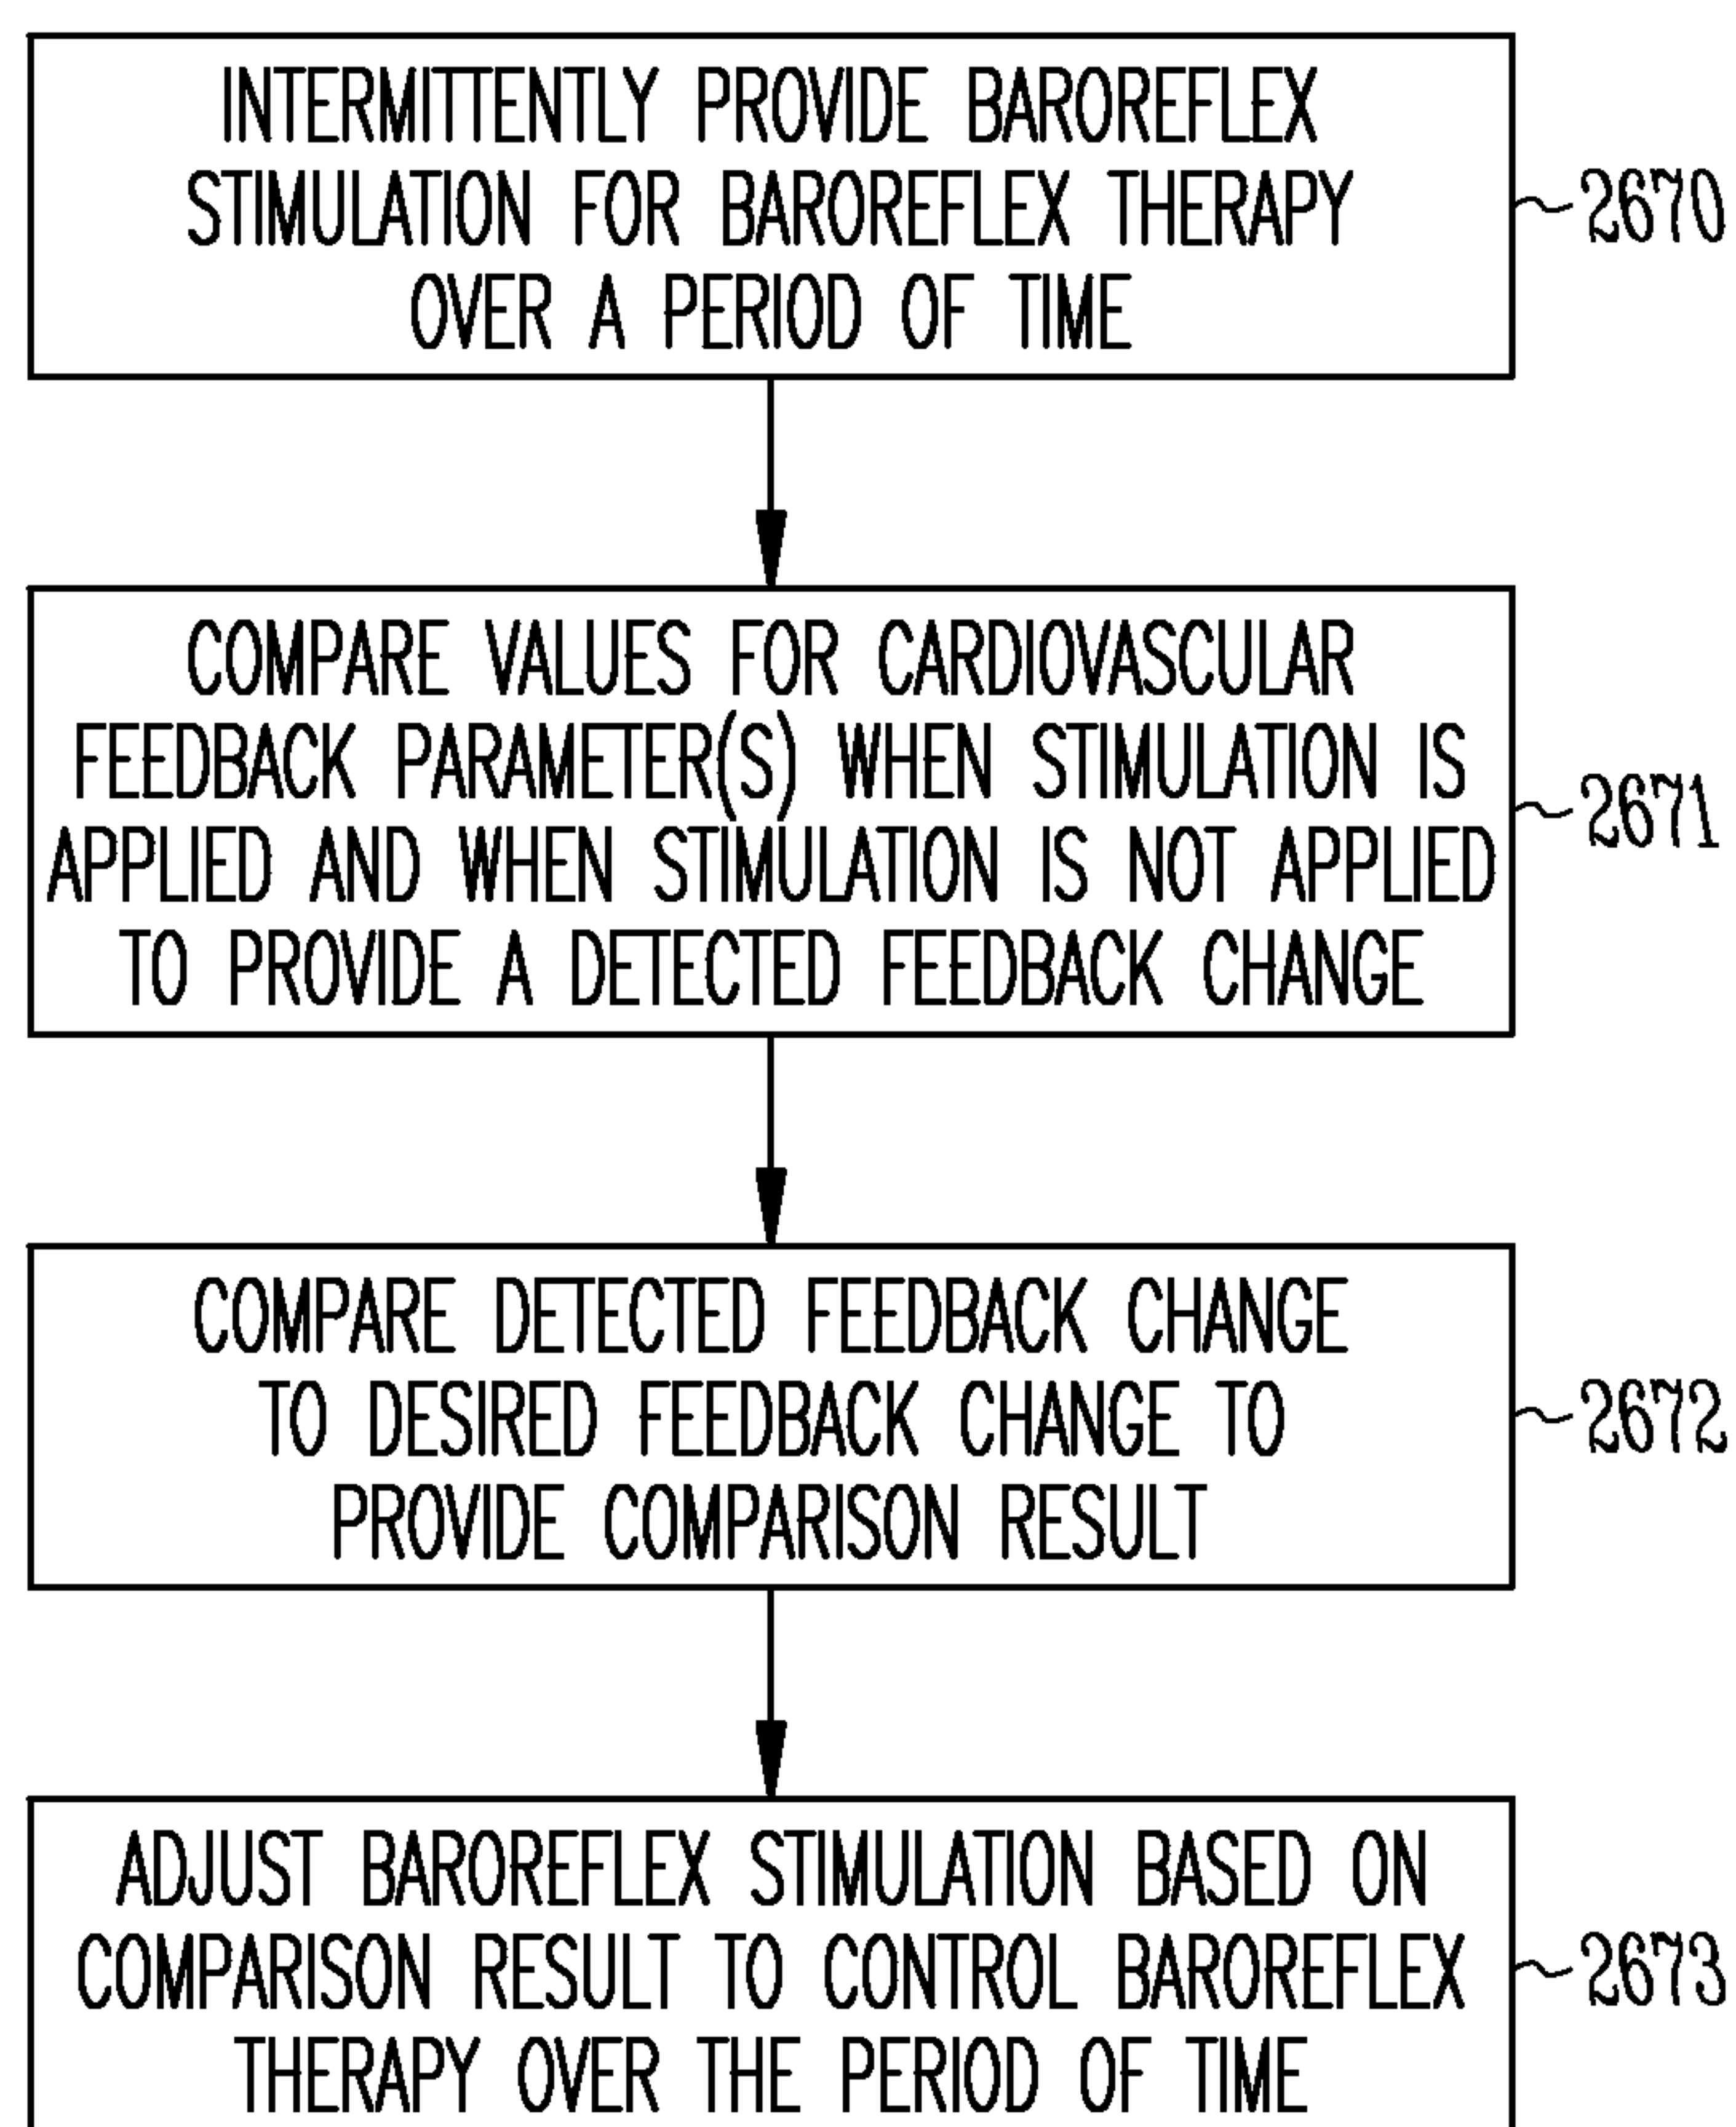 INTERMITTENTLY PROVIDE BAROREFLEX
STIMULATION FOR BAROREFLEX THERAPY
OVER A PERIOD OF TIME
2670
COMPARE VALUES FOR CARDIOVASCULAR
FEEDBACK PARAMETER(S) WHEN STIMULATION IS
APPLIED AND WHEN STIMULATION IS NOT APPLIED
TO PROVIDE A DETECTED FEEDBACK CHANGE
2671
COMPARE DETECTED FEEDBACK CHANGE
TO DESIRED FEEDBACK CHANGE TO
PROVIDE COMPARISON RESULT
2672
ADJUST BAROREFLEX STIMULATION BASED ON
COMPARISON RESULT TO CONTROL BAROREFLEX
THERAPY OVER THE PERIOD OF TIME
2673